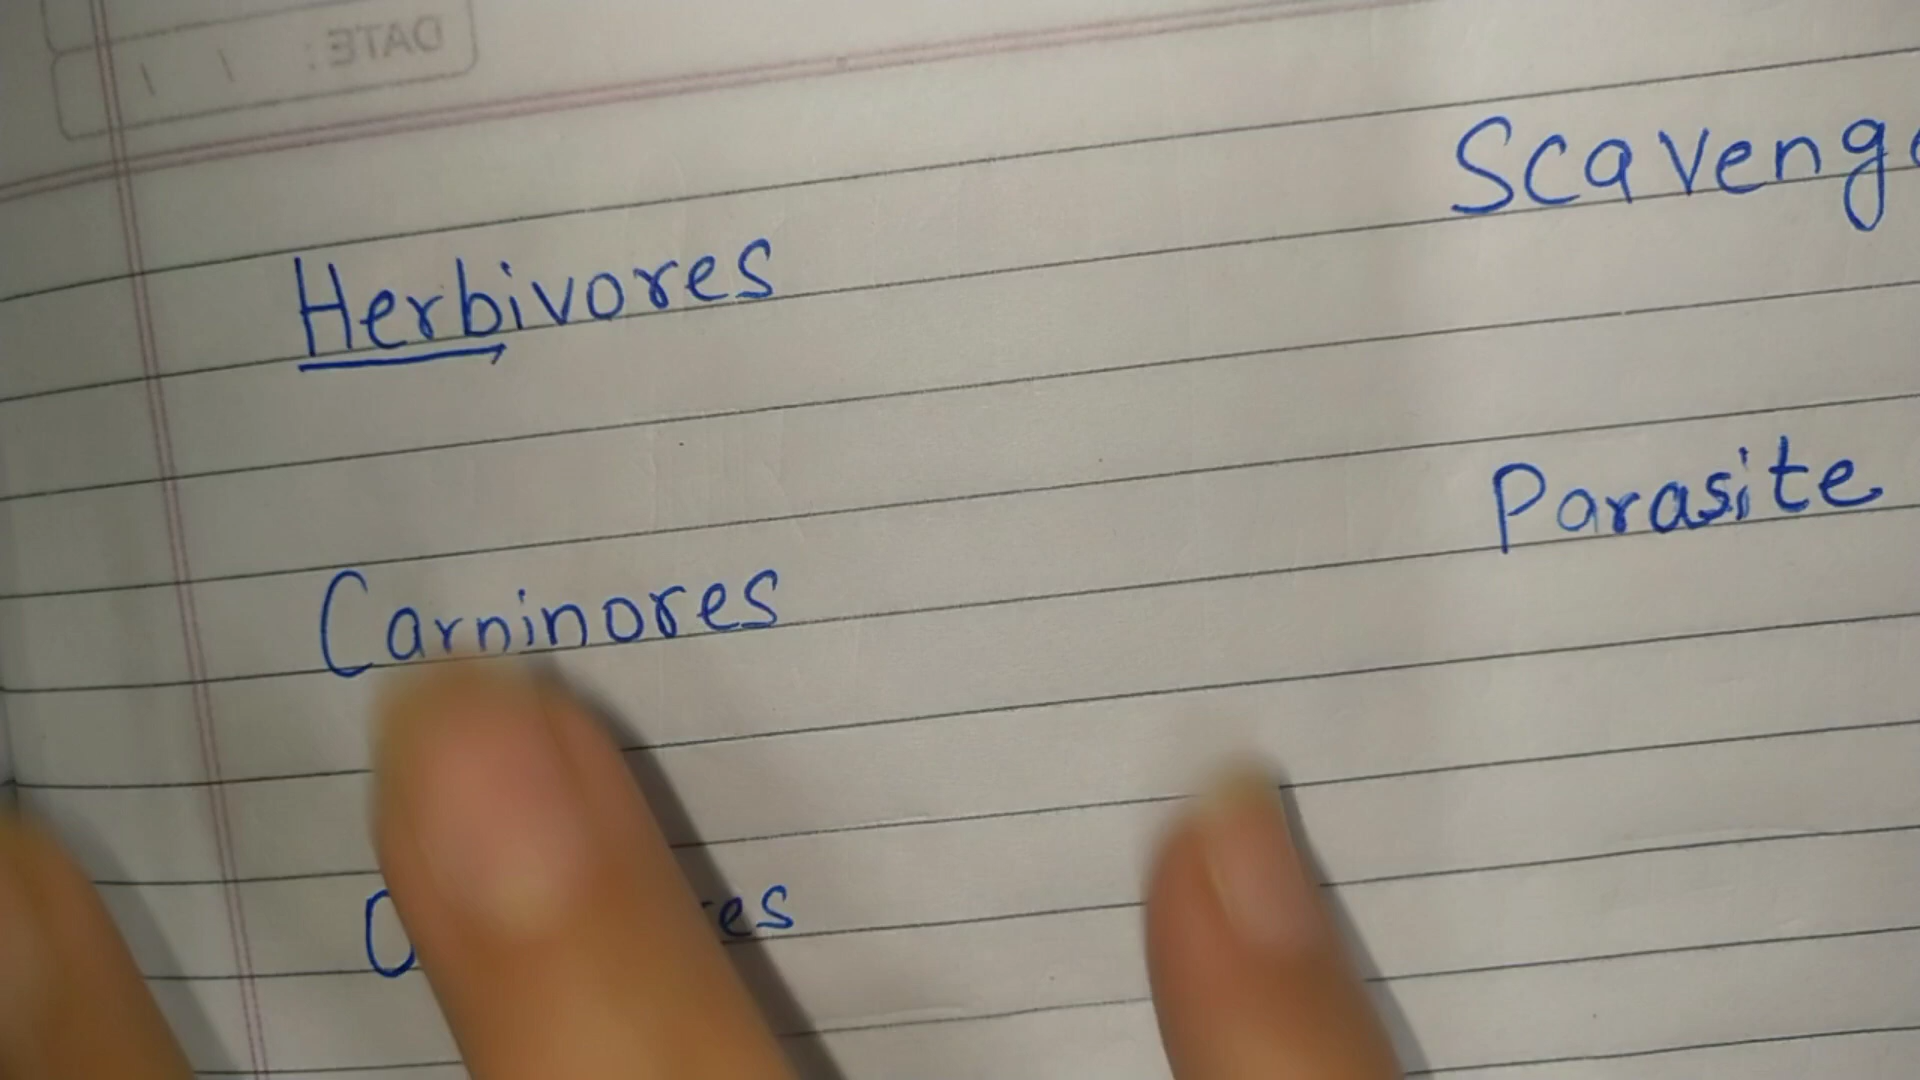 DATE:
Scaveng
Herbivores
Parasite
Carninores